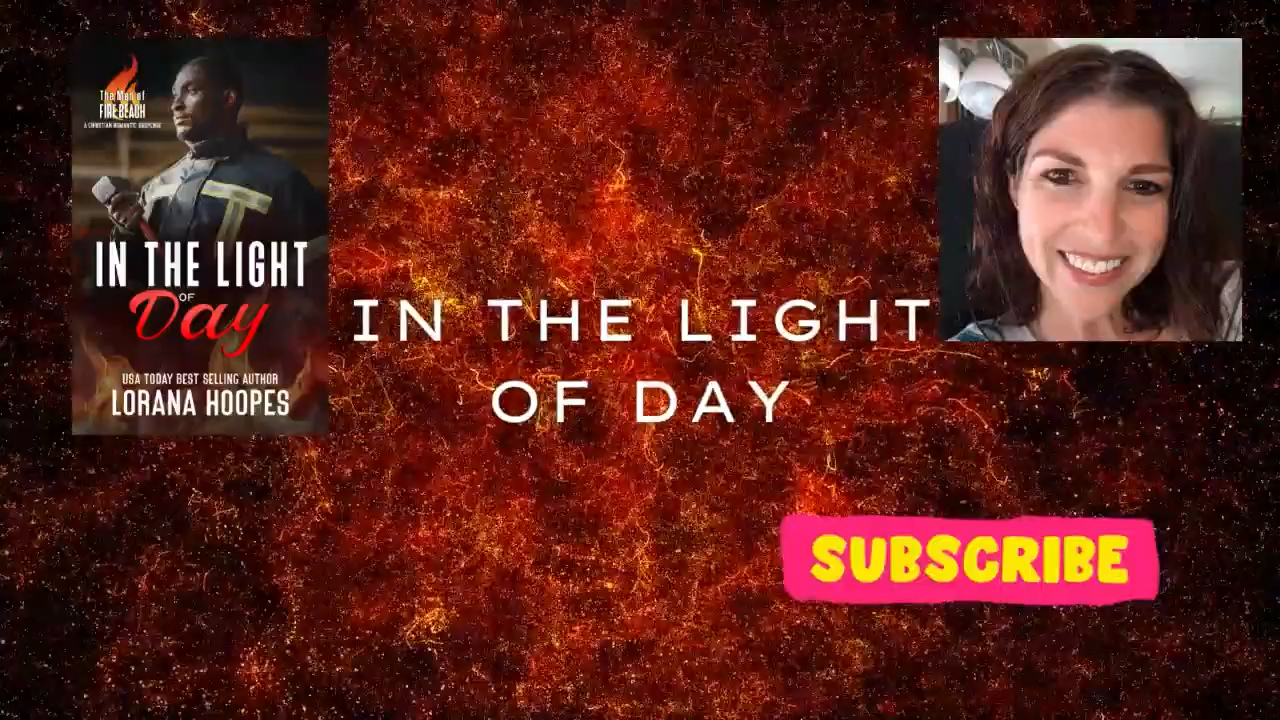 The Men of
FIRE BEACH
A CHRISTIAN ROMANTIC SUSPENSE
IN THE LIGHT
OF
Day
USA TODAY BEST SELLING AUTHOR
LORANA HOOPES
IN THE LIGHT
OF DAY
SUBSCRIBE